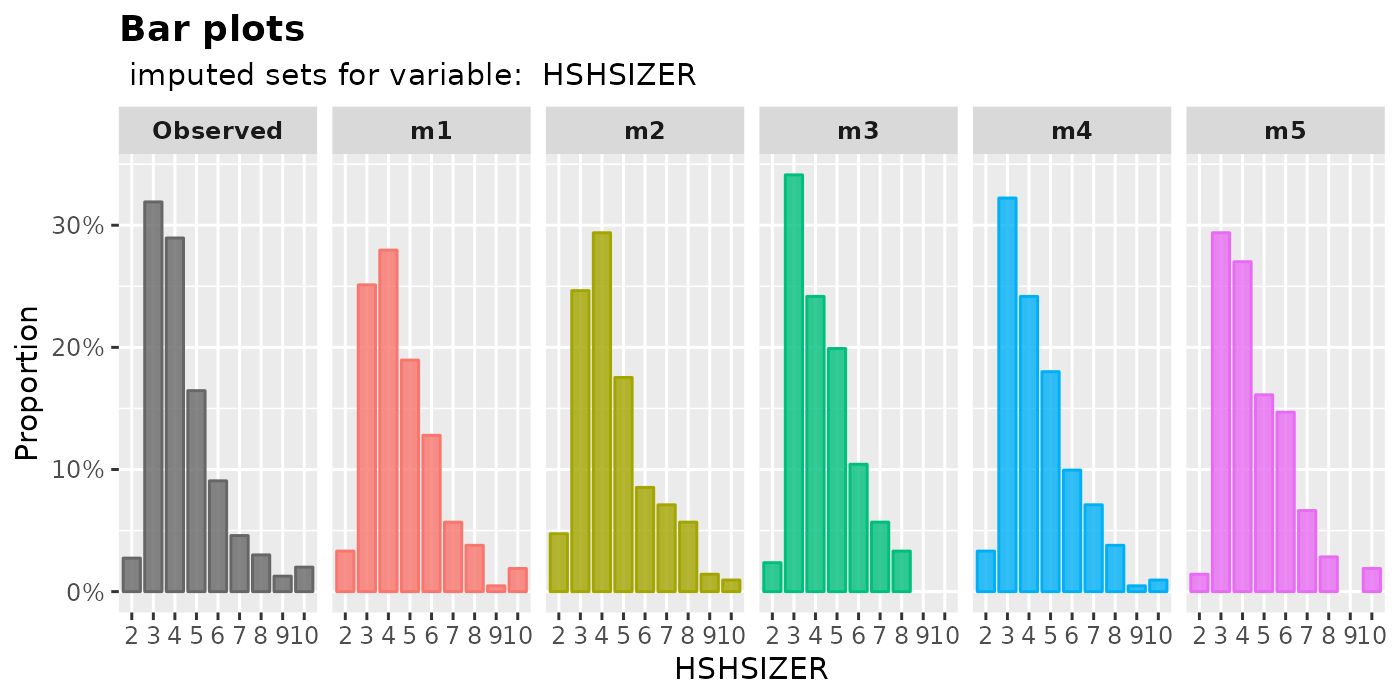 Bar plots
imputed sets for variable:  HSHSIZER
Observed m1 m2 m3 m4 m5
30%
20%
10%
0%
Proportion
2 3 4 5 6 7 8 9 10 2 3 4 5 6 7 8 9 10 2 3 4 5 6 7 8 9 10 2 3 4 5 6 7 8 9 10 2 3 4 5 6 7 8 9 10 2 3 4 5 6 7 8 9 10
HSHSIZER